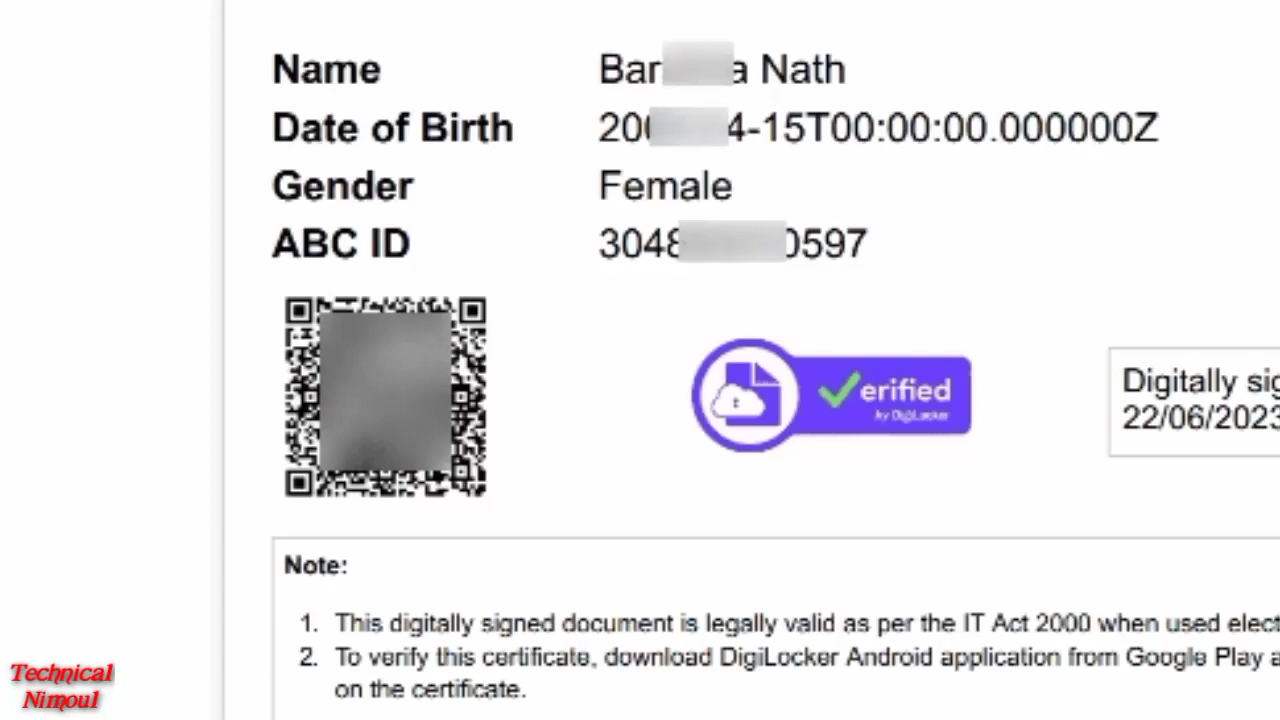 Name Bar a Nath
Date of Birth 200 4-15T00:00:00.000000Z
Gender Female
ABC ID 3048 0597
erified
by DigiLocker
Digitally sig
22/06/2023
Note:
1. This digitally signed document is legally valid as per the IT Act 2000 when used elect
2. To verify this certificate, download DigiLocker Android application from Google Play a
on the certificate.
Technical
Nimoul